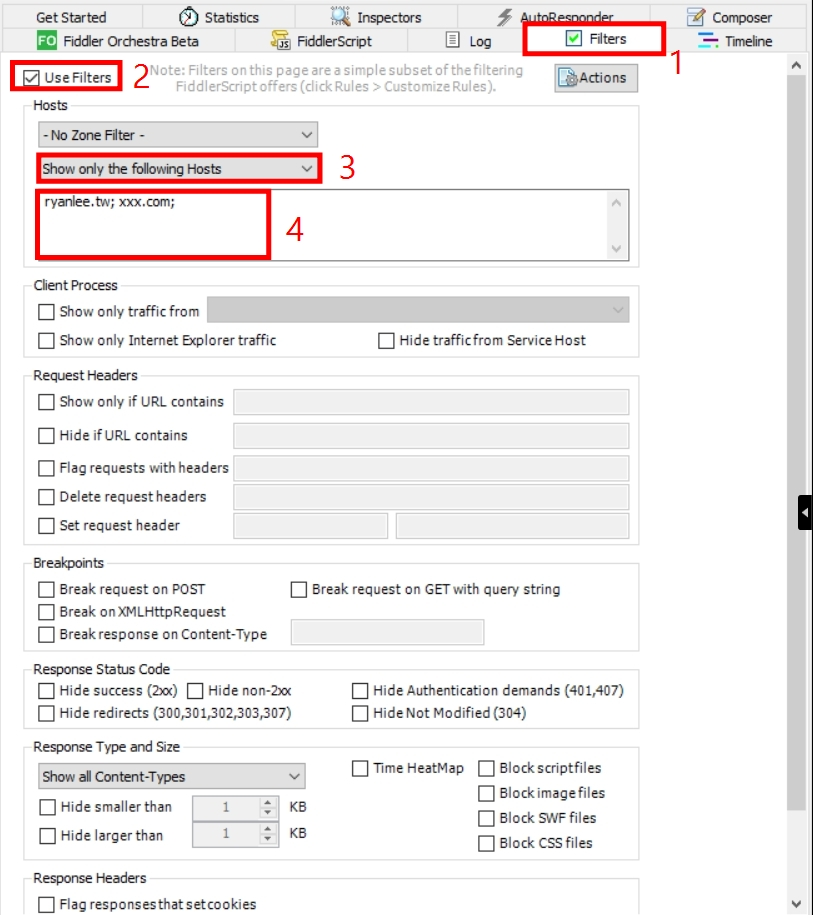 Get Started Statistics Inspectors AutoResponder Composer
FO Fiddler Orchestra Beta JS FiddlerScript Log Filters Timeline
1
Use Filters 2 Note: Filters on this page are a simple subset of the filtering Actions
FiddlerScript offers (click Rules > Customize Rules).
Hosts
- No Zone Filter -
Show only the following Hosts 3
ryanlee.tw; xxx.com;
4
Client Process
Show only traffic from
Show only Internet Explorer traffic Hide traffic from Service Host
Request Headers
Show only if URL contains
Hide if URL contains
Flag requests with headers
Delete request headers
Set request header
Breakpoints
Break request on POST Break request on GET with query string
Break on XMLHttpRequest
Break response on Content-Type
Response Status Code
Hide success (2xx) Hide non-2xx Hide Authentication demands (401,407)
Hide redirects (300,301,302,303,307) Hide Not Modified (304)
Response Type and Size
Show all Content-Types Time HeatMap Block script files
Block image files
Hide smaller than 1 KB
Block SWF files
Hide larger than 1 KB
Block CSS files
Response Headers
Flag responses that set cookies